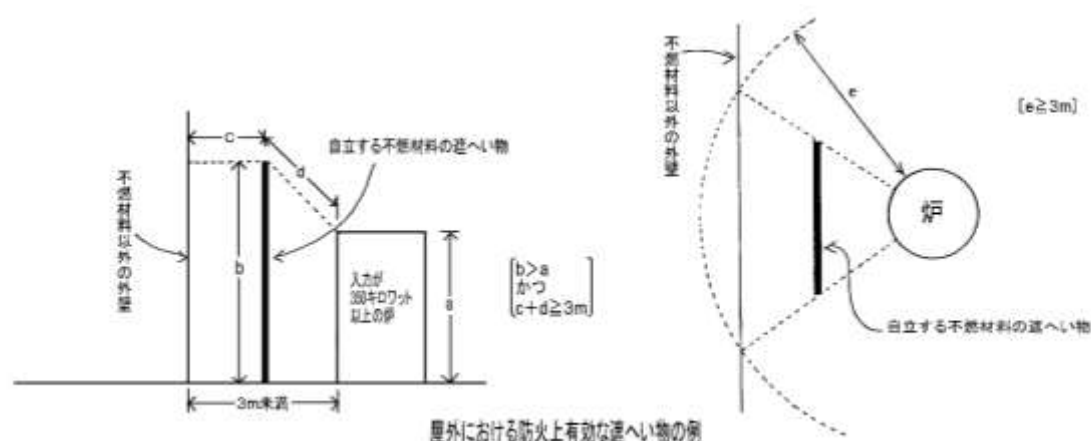 不燃材料以外の外壁
c
d
自立する不燃材料の遮へい物
b
入力が
350キロワット
以上の炉
a
b>a
かつ
c+d≧3m
3m未満
不燃材料以外の外壁
e
[e≧3m]
炉
自立する不燃材料の遮へい物
屋外における防火上有効な遮へい物の例